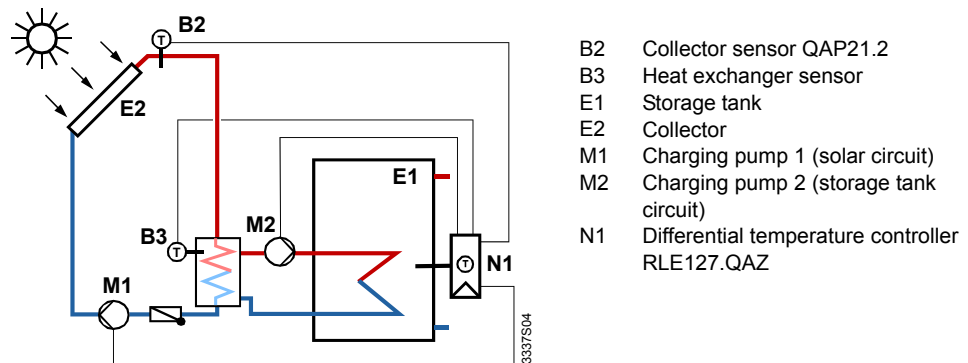 B2
T
E2
E1
M2
B3
T
T
N1
M1
3337S04
B2 Collector sensor QAP21.2
B3 Heat exchanger sensor
E1 Storage tank
E2 Collector
M1 Charging pump 1 (solar circuit)
M2 Charging pump 2 (storage tank
circuit)
N1 Differential temperature controller
RLE127.QAZ